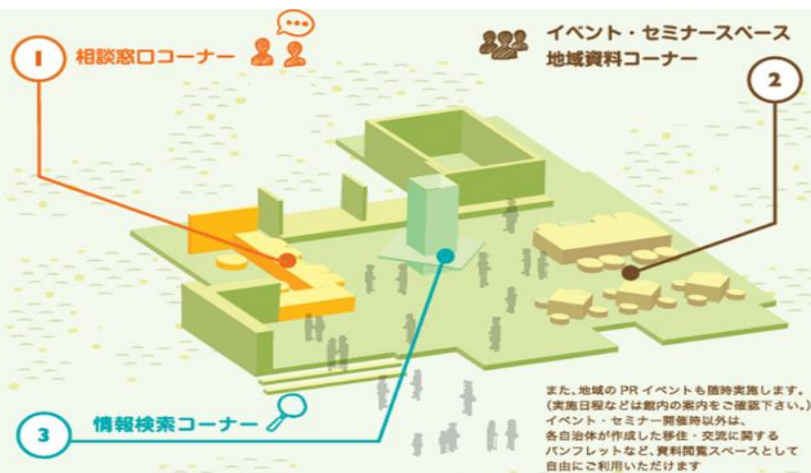 1
相談窓口コーナー
イベント・セミナースペース
地域資料コーナー
2
3
情報検索コーナー
また、地域の PR イベントも随時実施します。
(実施日程などは館内の案内をご確認下さい。)
イベント・セミナー開催時以外は、
各自治体が作成した移住・交流に関する
パンフレットなど、資料閲覧スペースとして
自由にご利用いただけます